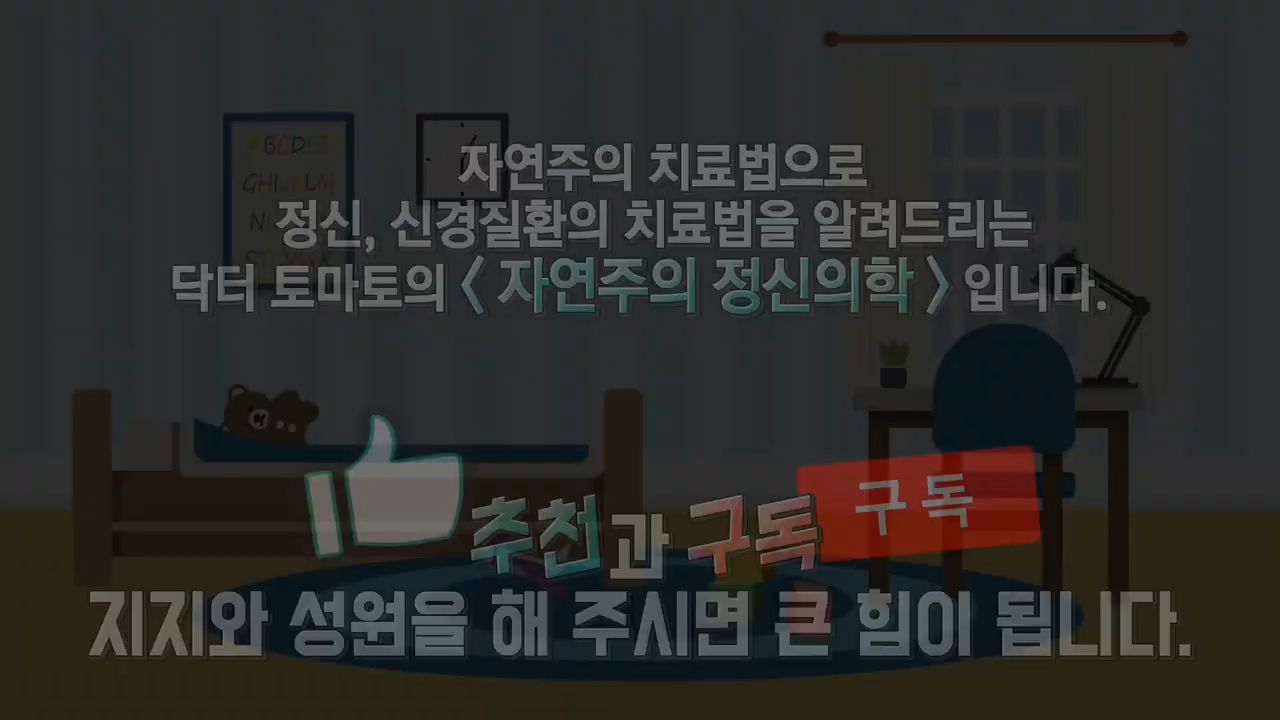 ABCDEF
GHIJKLM
자연주의 치료법으로
정신, 신경질환의 치료법을 알려드리는
닥터 토마토의 < 자연주의 정신의학 > 입니다.
구독
추천과 구독
지지와 성원을 해 주시면 큰 힘이 됩니다.